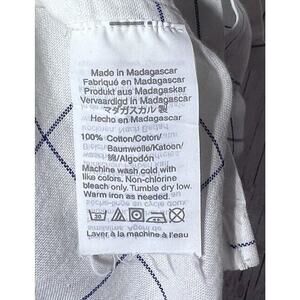 Made in Madagascar
Fabriqué en Madagascar
Produkt aus Madagaskar
Vervaardigd in Madagascar
マダガスカル 製
Hecho en Madagascar
100% Cotton/Coton/
Baumwolle/Katoen/
綿/Algodón
Machine wash cold with
like colors. Non-chlorine
bleach only. Tumble dry low.
Warm iron as needed.
Laver à la machine à l'eau